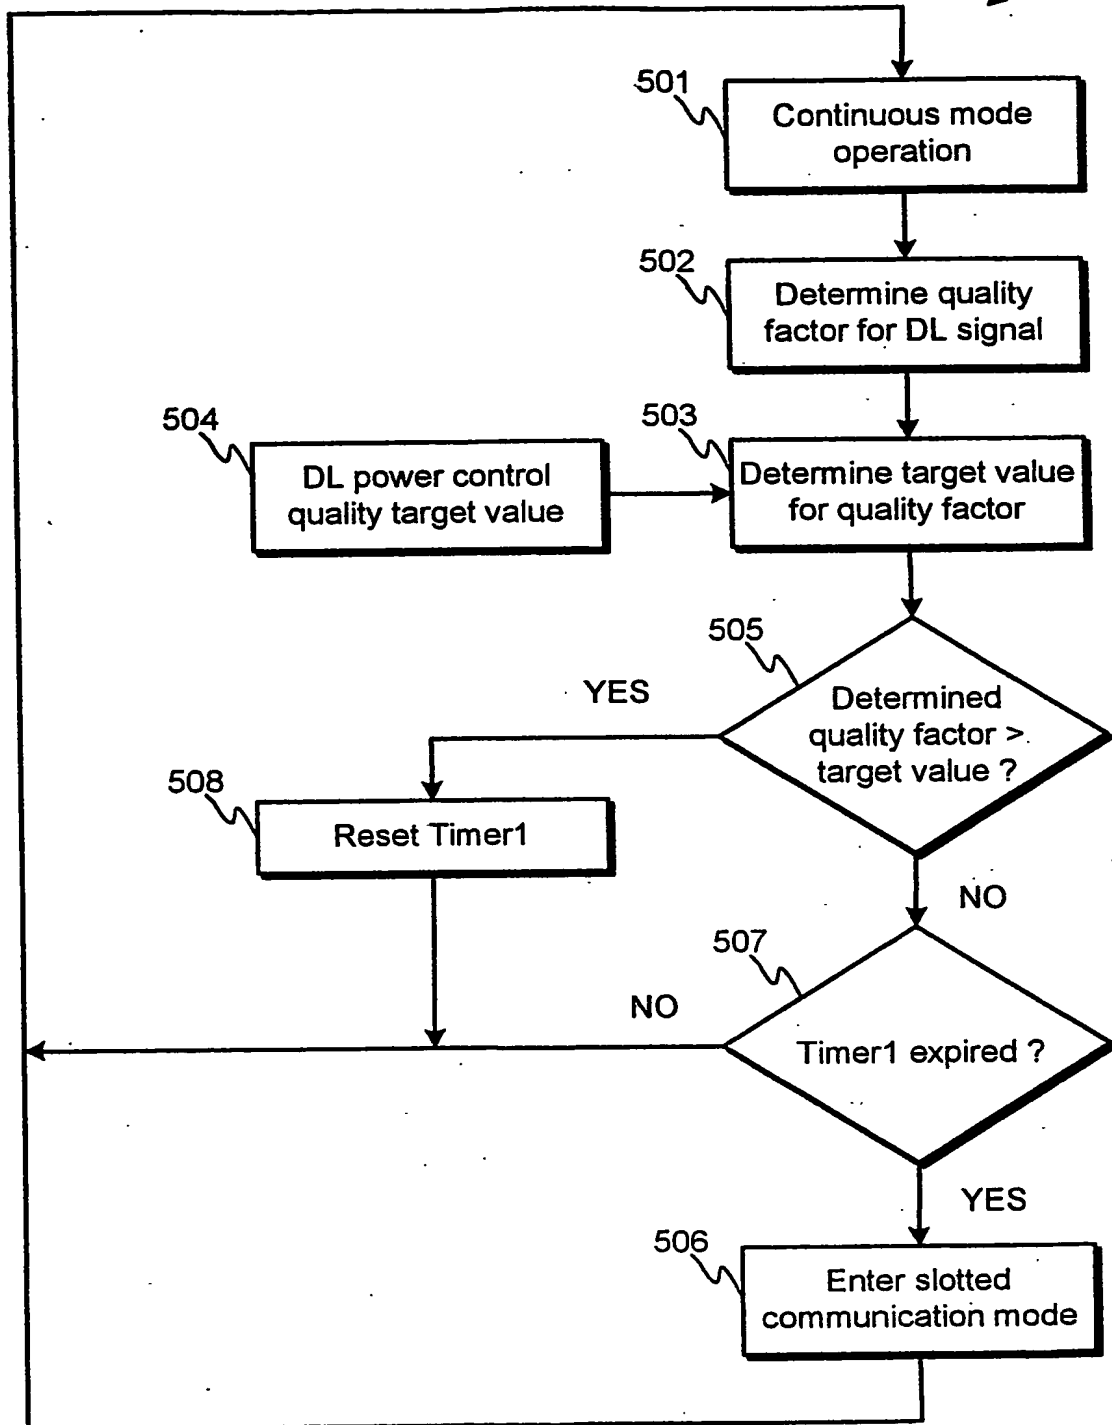 501
Continuous mode
operation
502
Determine quality
factor for DL signal
504
DL power control
quality target value
503
Determine target value
for quality factor
505
YES
Determined
quality factor >
target value ?
508
Reset Timer1
NO
507
NO
Timer1 expired ?
YES
506
Enter slotted
communication mode